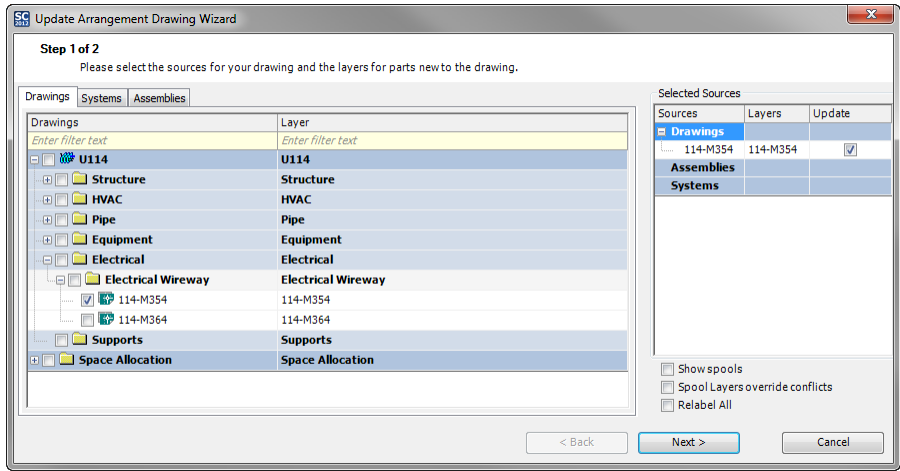 SC 2012 Update Arrangement Drawing Wizard
Step 1 of 2
Please select the sources for your drawing and the layers for parts new to the drawing.
Drawings Systems Assemblies
Drawings Layer
Enter filter text Enter filter text
U114 U114
Structure Structure
HVAC HVAC
Pipe Pipe
Equipment Equipment
Electrical Electrical
Electrical Wireway Electrical Wireway
114-M354 114-M354
114-M364 114-M364
Supports Supports
Space Allocation Space Allocation
Selected Sources
Sources Layers Update
Drawings
114-M354 114-M354
Assemblies
Systems
Show spools
Spool Layers override conflicts
Relabel All
< Back Next > Cancel